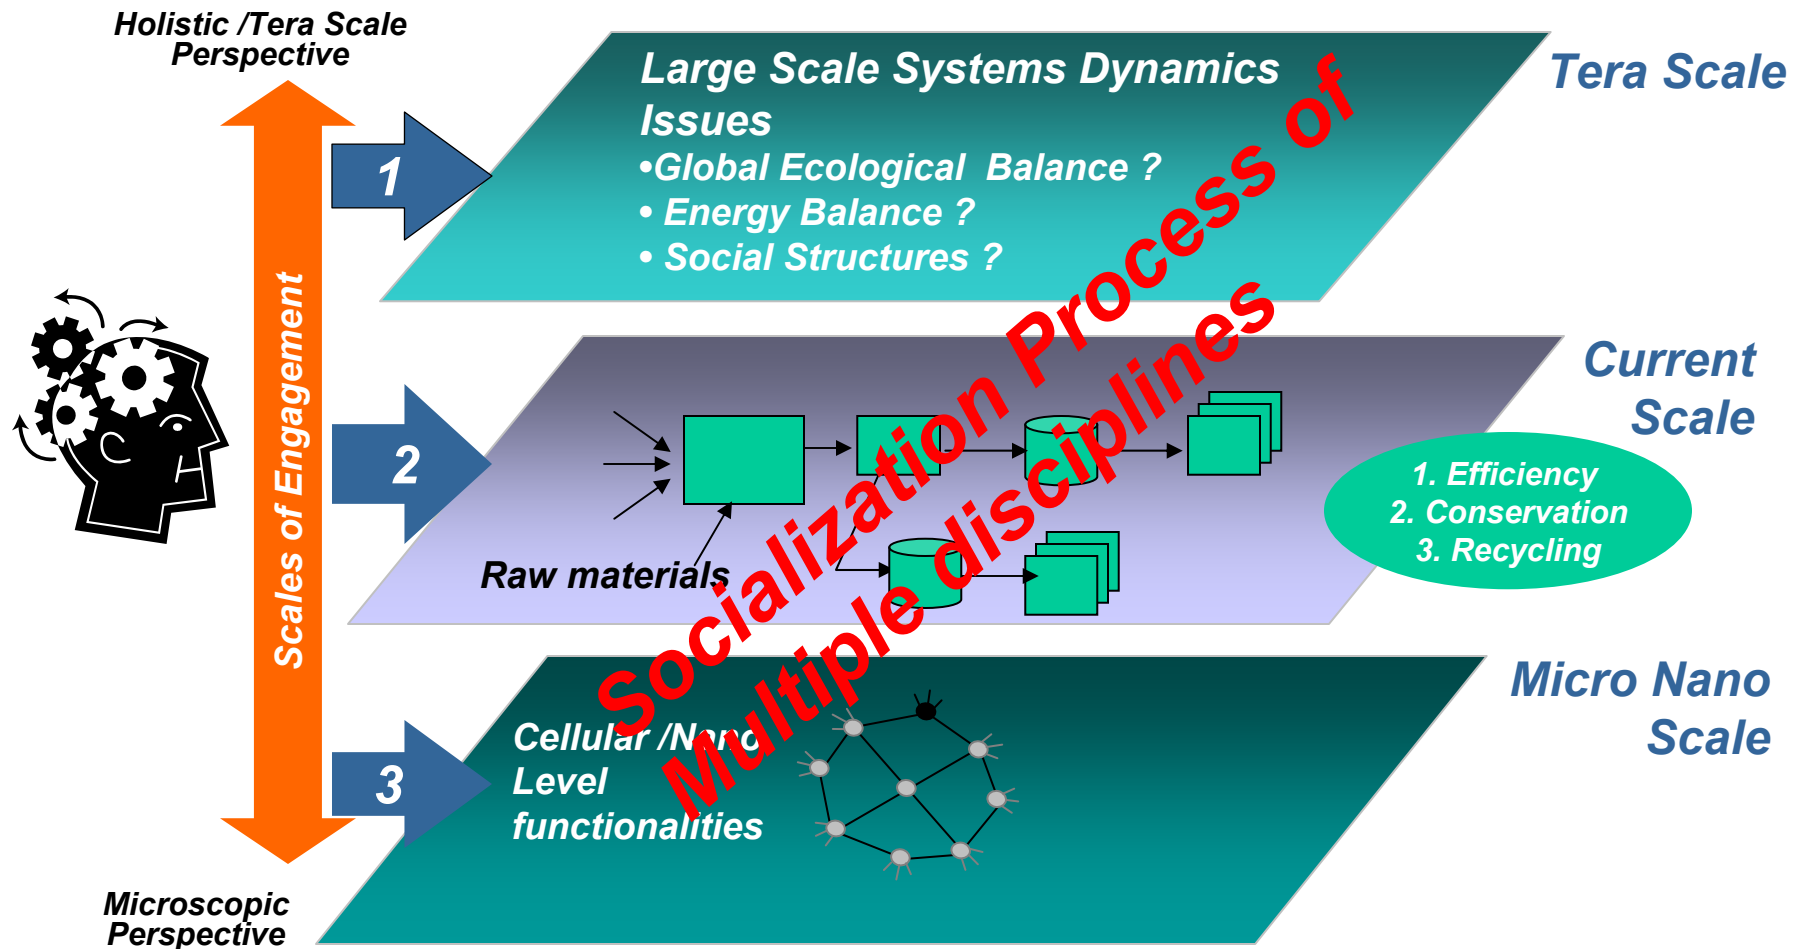 Holistic /Tera Scale
Perspective
Large Scale Systems Dynamics
Issues
•Global Ecological Balance ?
• Energy Balance ?
• Social Structures ?
Tera Scale
1
Scales of Engagement
Current
Scale
2
1. Efficiency
2. Conservation
3. Recycling
Raw materials
Socialization Process of
Multiple disciplines
Micro Nano
Scale
3
Cellular /Nano
Level
functionalities
Microscopic
Perspective